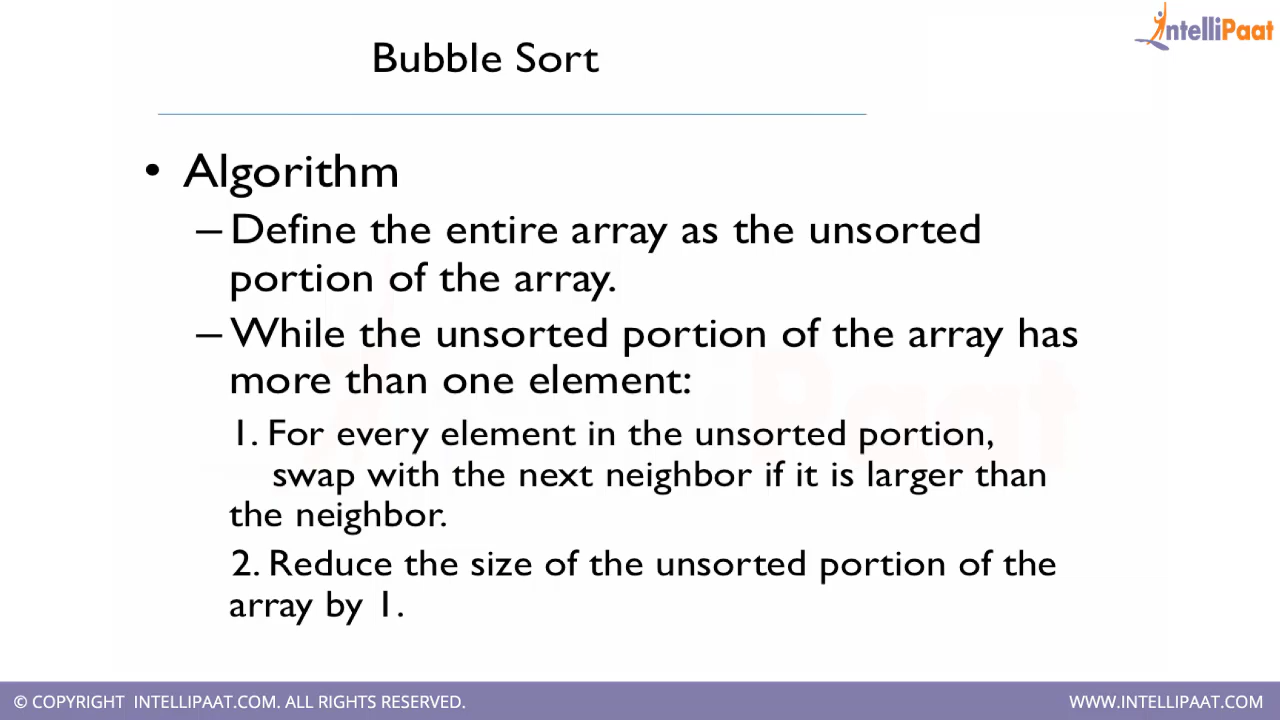 IntelliPaat
Bubble Sort
• Algorithm
– Define the entire array as the unsorted
portion of the array.
– While the unsorted portion of the array has
more than one element:
1. For every element in the unsorted portion,
swap with the next neighbor if it is larger than
the neighbor.
2. Reduce the size of the unsorted portion of the
array by 1.
© COPYRIGHT INTELLIPAAT.COM. ALL RIGHTS RESERVED.
WWW.INTELLIPAAT.COM